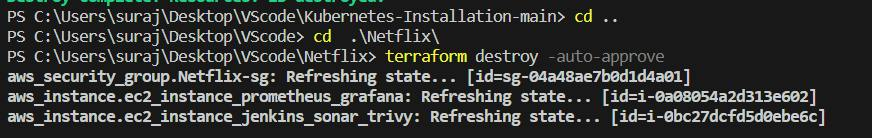 Destroy complete! Resources: 13 destroyed.
PS C:\Users\suraj\Desktop\VScode\Kubernetes-Installation-main> cd ..
PS C:\Users\suraj\Desktop\VScode> cd .\Netflix\
PS C:\Users\suraj\Desktop\VScode\Netflix> terraform destroy -auto-approve
aws_security_group.Netflix-sg: Refreshing state... [id=sg-04a48ae7b0d1d4a01]
aws_instance.ec2_instance_prometheus_grafana: Refreshing state... [id=i-0a08054a2d313e602]
aws_instance.ec2_instance_jenkins_sonar_trivy: Refreshing state... [id=i-0bc27dcfd5d0ebe6c]